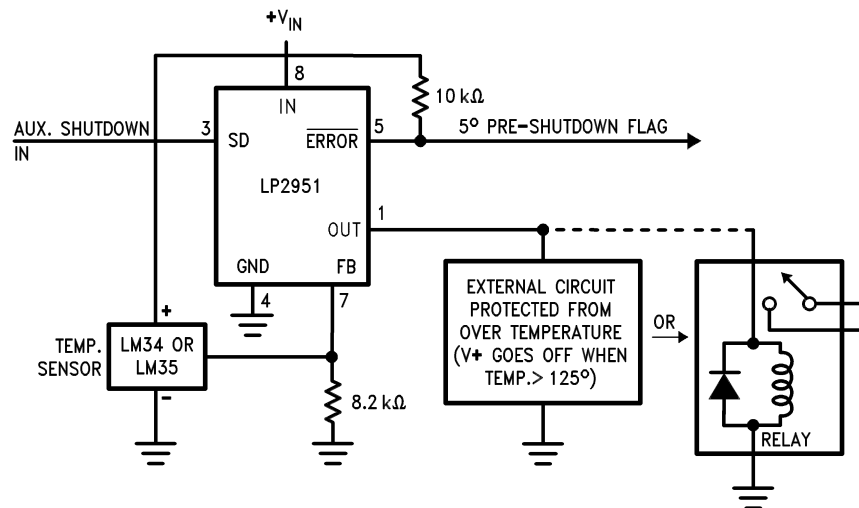 +VIN
8
IN
10 kΩ
AUX. SHUTDOWN
IN
3
SD
ERROR
5
5° PRE-SHUTDOWN FLAG
LP2951
OUT
1
GND
FB
4
7
EXTERNAL CIRCUIT
PROTECTED FROM
OVER TEMPERATURE
(V+ GOES OFF WHEN
TEMP.> 125°)
OR
+
TEMP.
SENSOR
LM34 OR
LM35
-
8.2 kΩ
RELAY